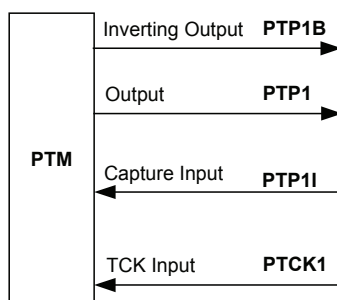 Inverting Output PTP1B
Output PTP1
PTM
Capture Input PTP1I
TCK Input PTCK1